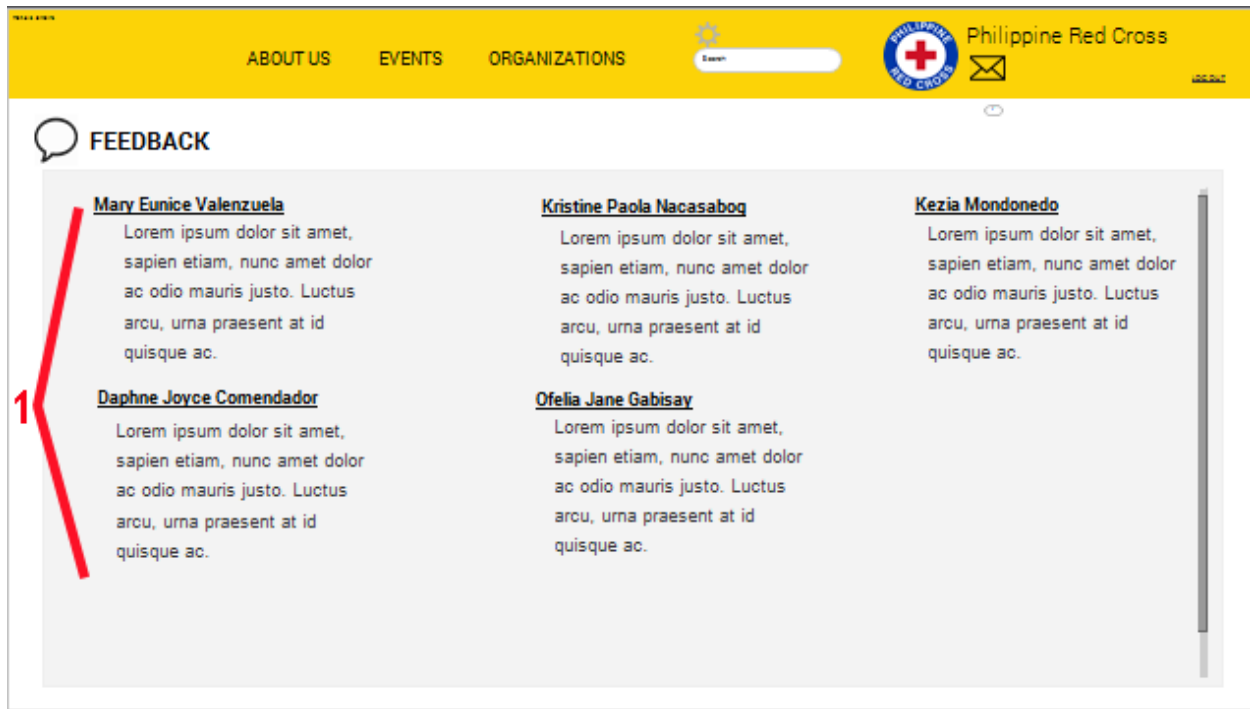 ABOUT US
EVENTS
ORGANIZATIONS
Search
PHILIPPINE RED CROSS
Philippine Red Cross
LOG OUT
FEEDBACK
1
Mary Eunice Valenzuela
Lorem ipsum dolor sit amet,
sapien etiam, nunc amet dolor
ac odio mauris justo. Luctus
arcu, urna praesent at id
quisque ac.
Kristine Paola Nacasabog
Lorem ipsum dolor sit amet,
sapien etiam, nunc amet dolor
ac odio mauris justo. Luctus
arcu, urna praesent at id
quisque ac.
Kezia Mondonedo
Lorem ipsum dolor sit amet,
sapien etiam, nunc amet dolor
ac odio mauris justo. Luctus
arcu, urna praesent at id
quisque ac.
Daphne Joyce Comendador
Lorem ipsum dolor sit amet,
sapien etiam, nunc amet dolor
ac odio mauris justo. Luctus
arcu, urna praesent at id
quisque ac.
Ofelia Jane Gabisay
Lorem ipsum dolor sit amet,
sapien etiam, nunc amet dolor
ac odio mauris justo. Luctus
arcu, urna praesent at id
quisque ac.